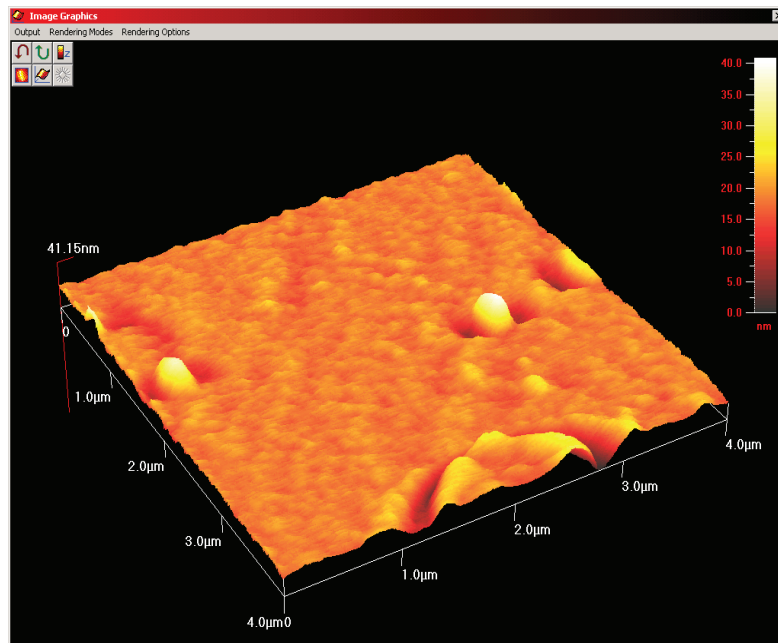 Image Graphics
Output Rendering Modes Rendering Options
Z
40.0
35.0
30.0
25.0
20.0
15.0
10.0
5.0
0.0
nm
41.15nm
0
1.0µm
2.0µm
3.0µm
4.0µm0
1.0µm
2.0µm
3.0µm
4.0µm